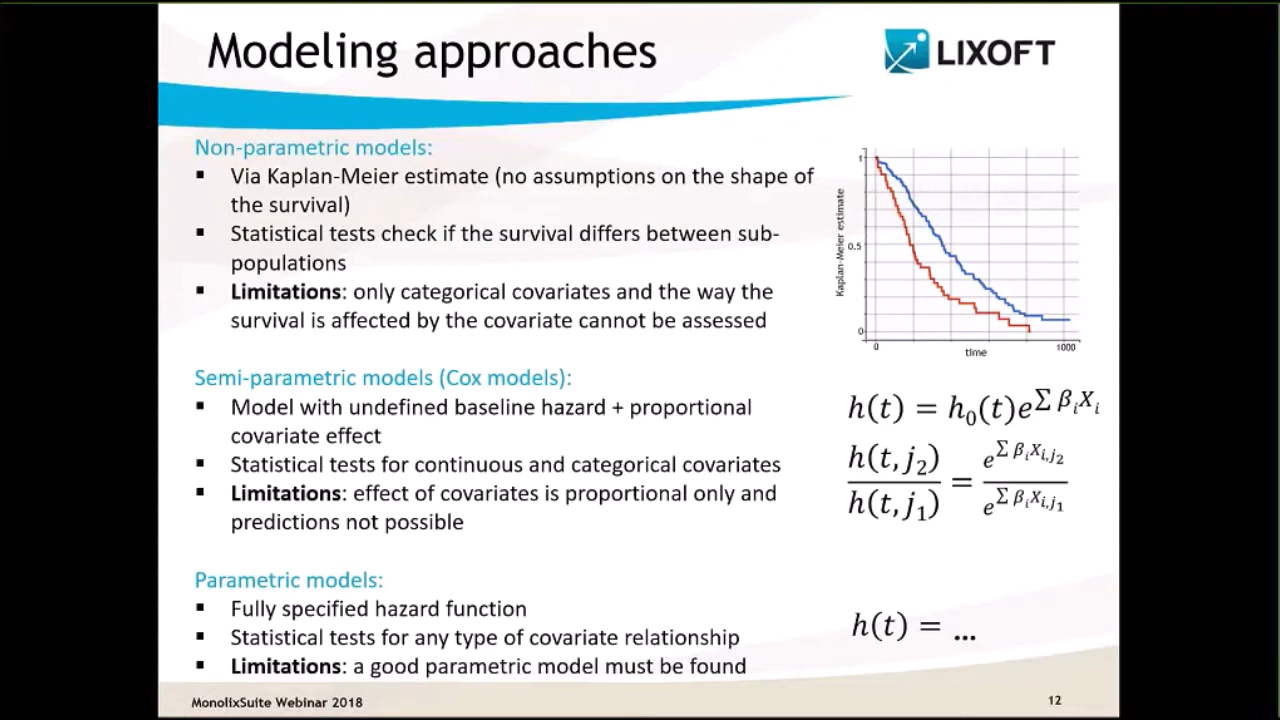 Modeling approaches
LIXOFT
Non-parametric models:
▪ Via Kaplan-Meier estimate (no assumptions on the shape of
the survival)
▪ Statistical tests check if the survival differs between sub-
populations
▪ Limitations: only categorical covariates and the way the
survival is affected by the covariate cannot be assessed
Kaplan-Meier estimate
1
0.5
0
0
1000
time
Semi-parametric models (Cox models):
▪ Model with undefined baseline hazard + proportional
covariate effect
▪ Statistical tests for continuous and categorical covariates
▪ Limitations: effect of covariates is proportional only and
predictions not possible
h(t) = h₀(t)e^{∑ βᵢXᵢ}
h(t, j₂) / h(t, j₁) = e^{∑ βᵢX_{i,j₂}} / e^{∑ βᵢX_{i,j₁}}
Parametric models:
▪ Fully specified hazard function
▪ Statistical tests for any type of covariate relationship
▪ Limitations: a good parametric model must be found
h(t) = ...
MonolixSuite Webinar 2018
12